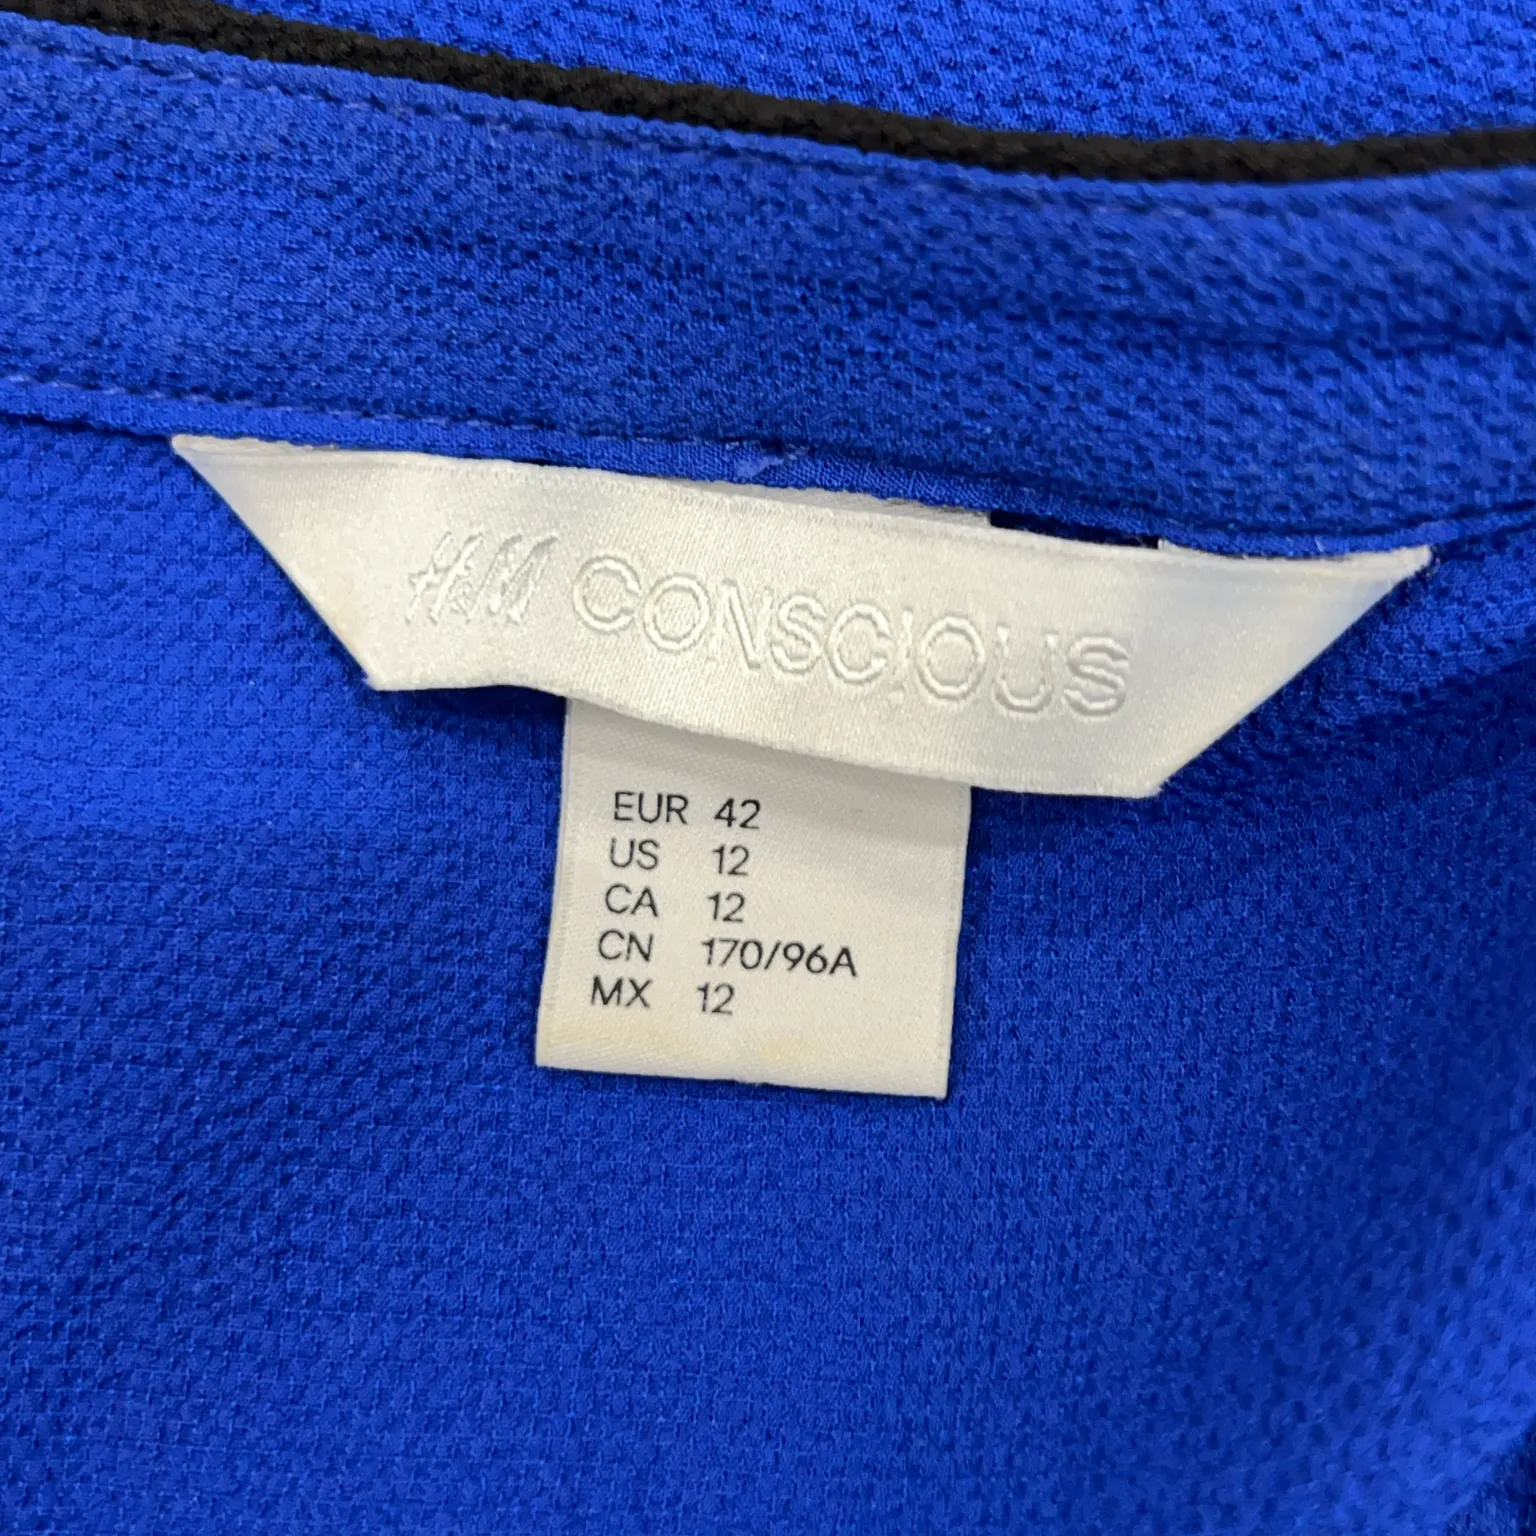 H&M CONSCIOUS
EUR 42
US 12
CA 12
CN 170/96A
MX 12